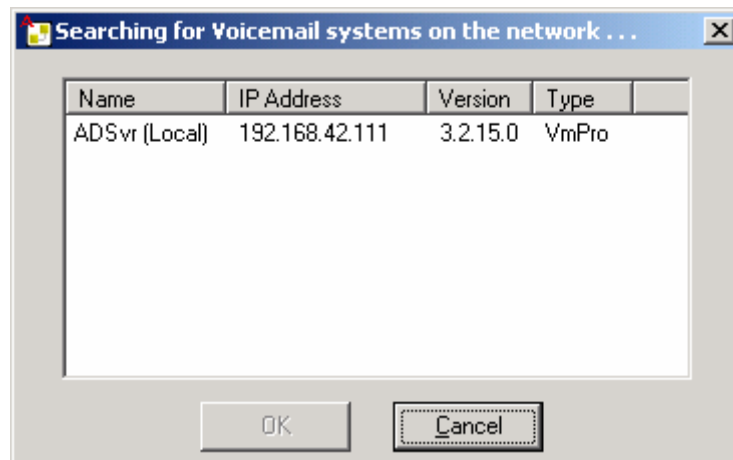 Searching for Voicemail systems on the network . . .
Name IP Address Version Type
ADSvr (Local) 192.168.42.111 3.2.15.0 VmPro
OK Cancel